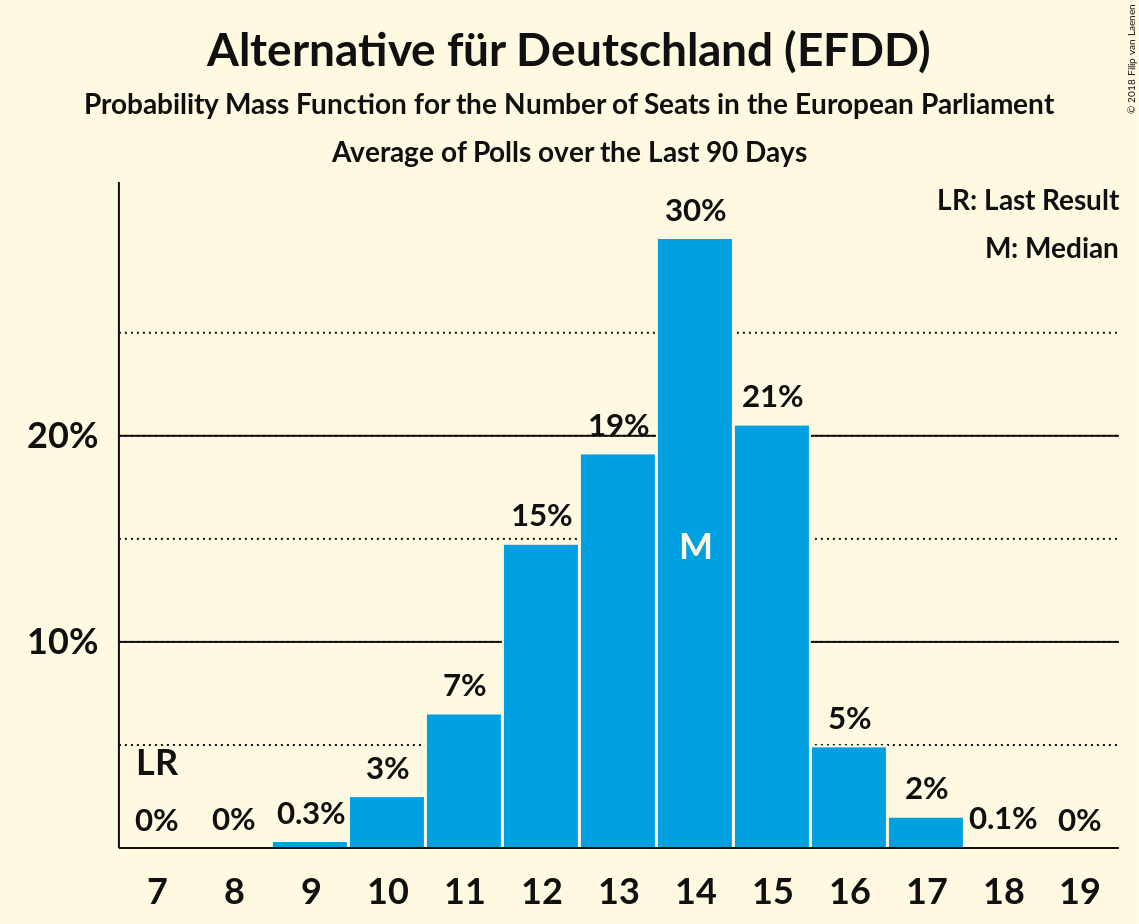 Alternative für Deutschland (EFDD)
Probability Mass Function for the Number of Seats in the European Parliament
Average of Polls over the Last 90 Days
© 2018 Filip van Laenen
LR: Last Result
M: Median
30%
21%
19%
20%
15%
M
10%
7%
5%
LR
3%
2%
0%
0%
0.3%
0.1%
0%
7 8 9 10 11 12 13 14 15 16 17 18 19